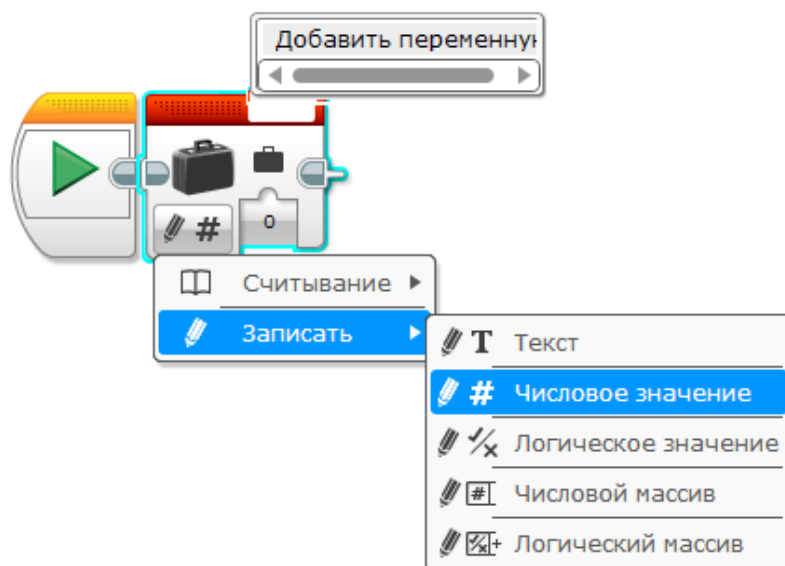 Добавить переменну
#
0
Считывание
Записать
T Текст
# Числовое значение
Логическое значение
# Числовой массив
Логический массив